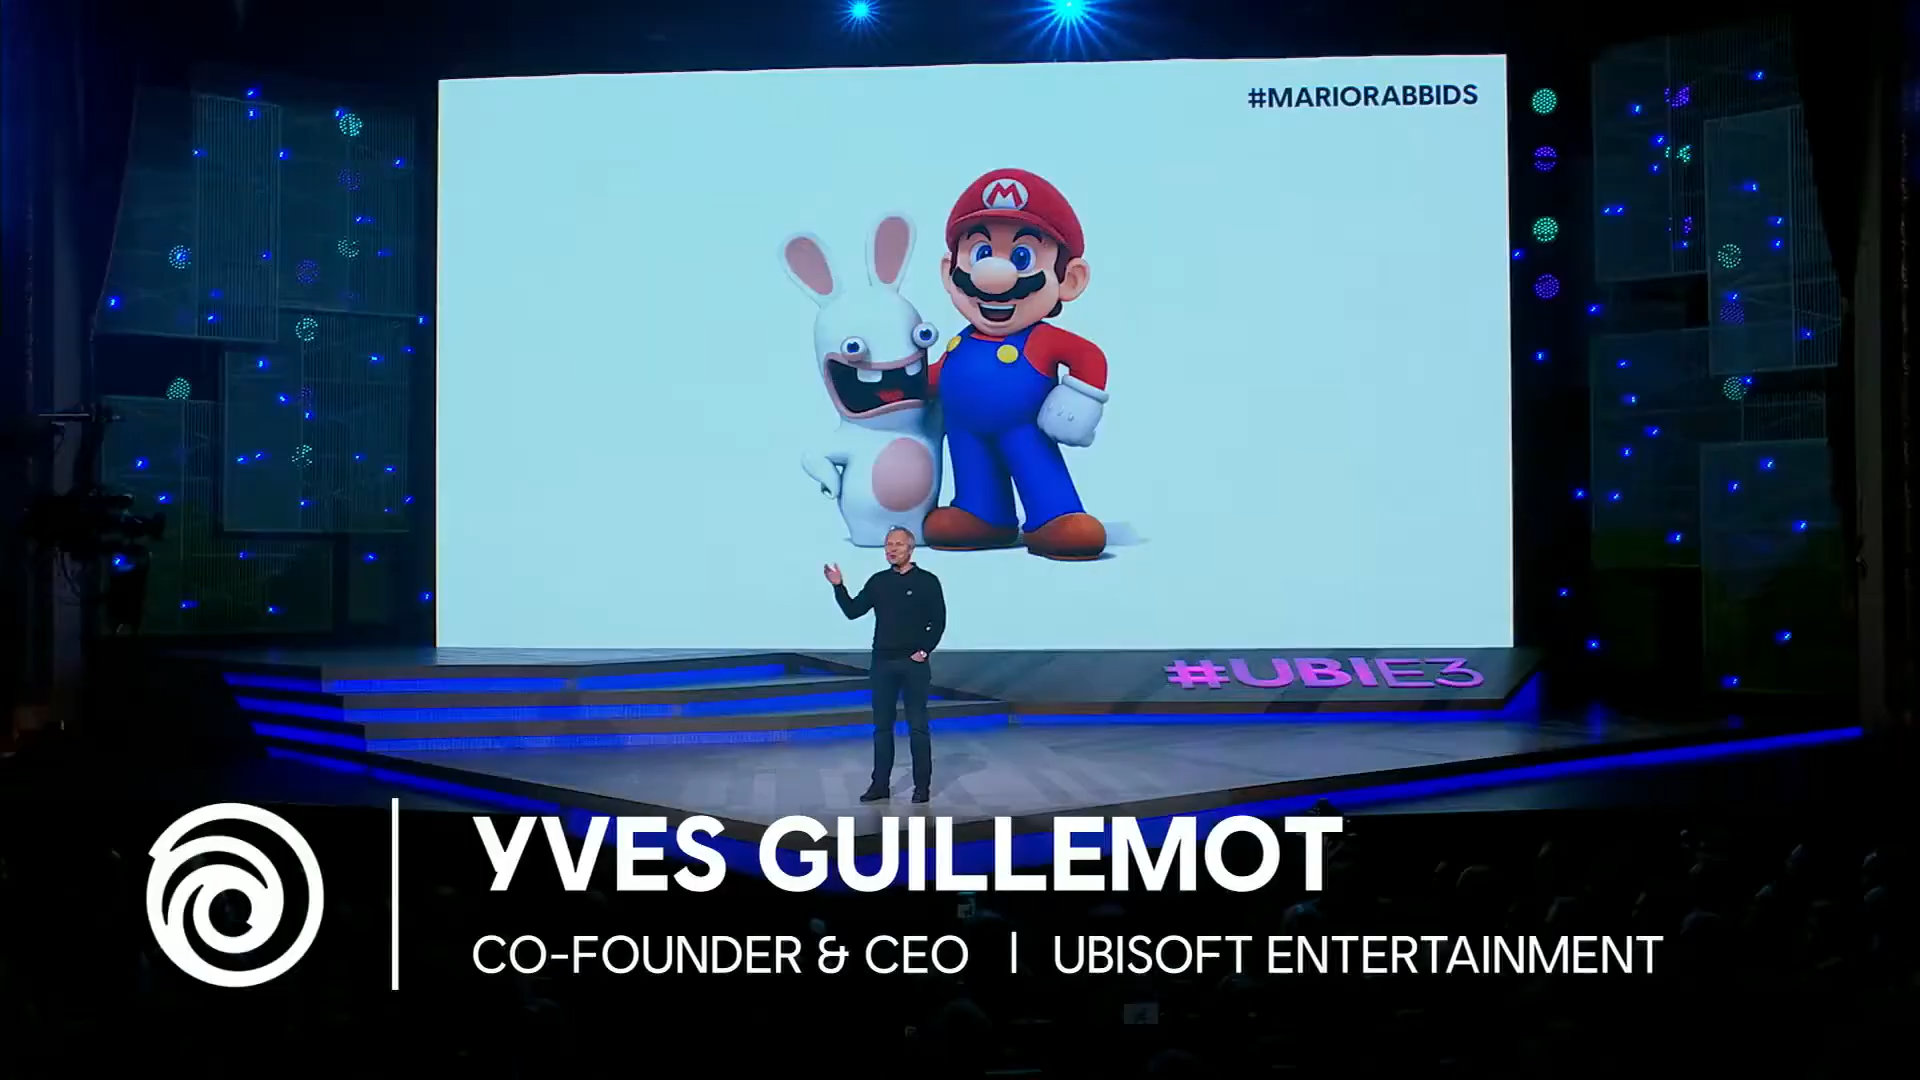 #MARIORABBIDS
M
#UBIE3
YVES GUILLEMOT
CO-FOUNDER & CEO | UBISOFT ENTERTAINMENT